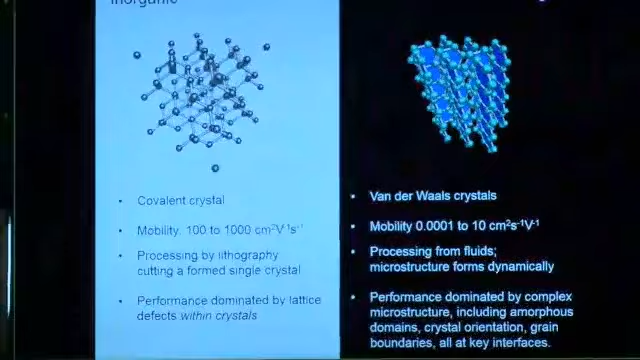 inorganic
• Covalent crystal
• Mobility. 100 to 1000 cm²V⁻¹s⁻¹
• Processing by lithography
cutting a formed single crystal
• Performance dominated by lattice
defects within crystals
• Van der Waals crystals
• Mobility 0.0001 to 10 cm²s⁻¹V⁻¹
• Processing from fluids;
microstructure forms dynamically
• Performance dominated by complex
microstructure, including amorphous
domains, crystal orientation, grain
boundaries, all at key interfaces.